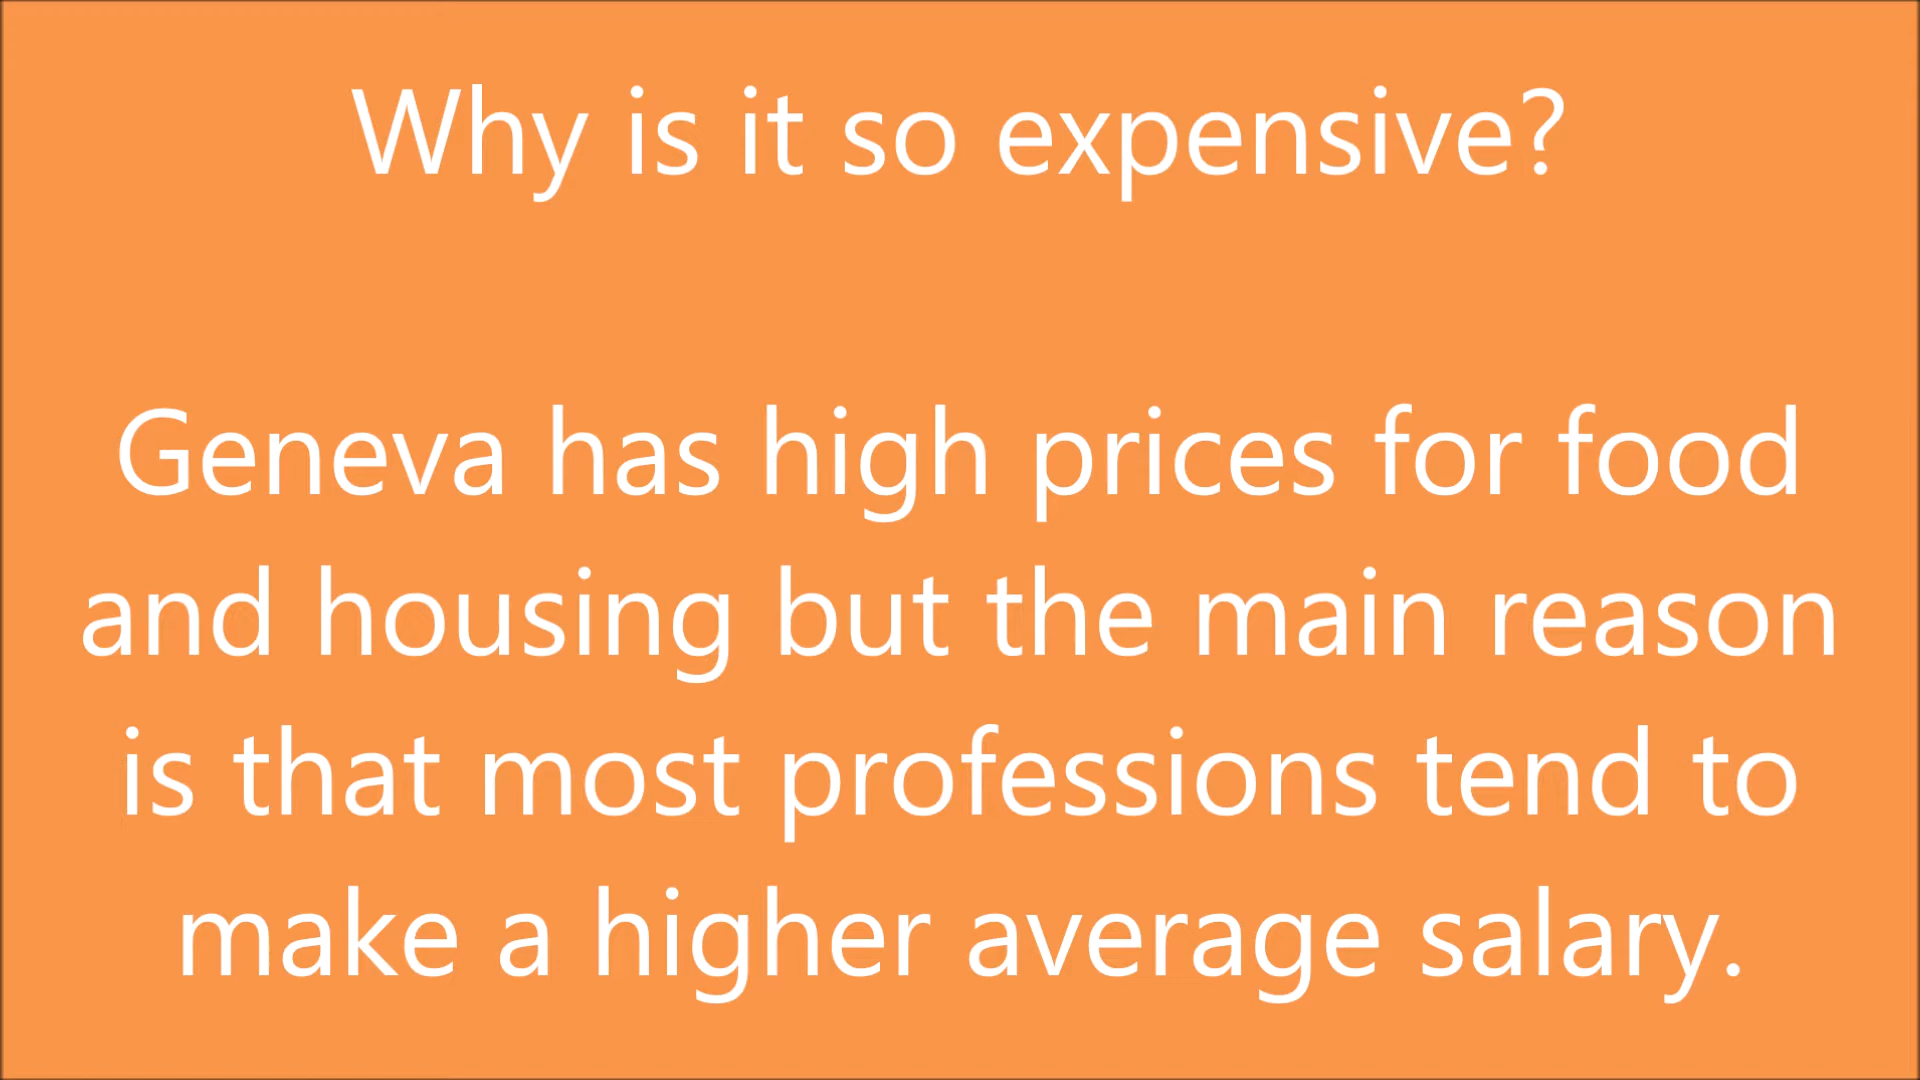 Why is it so expensive?
Geneva has high prices for food
and housing but the main reason
is that most professions tend to
make a higher average salary.